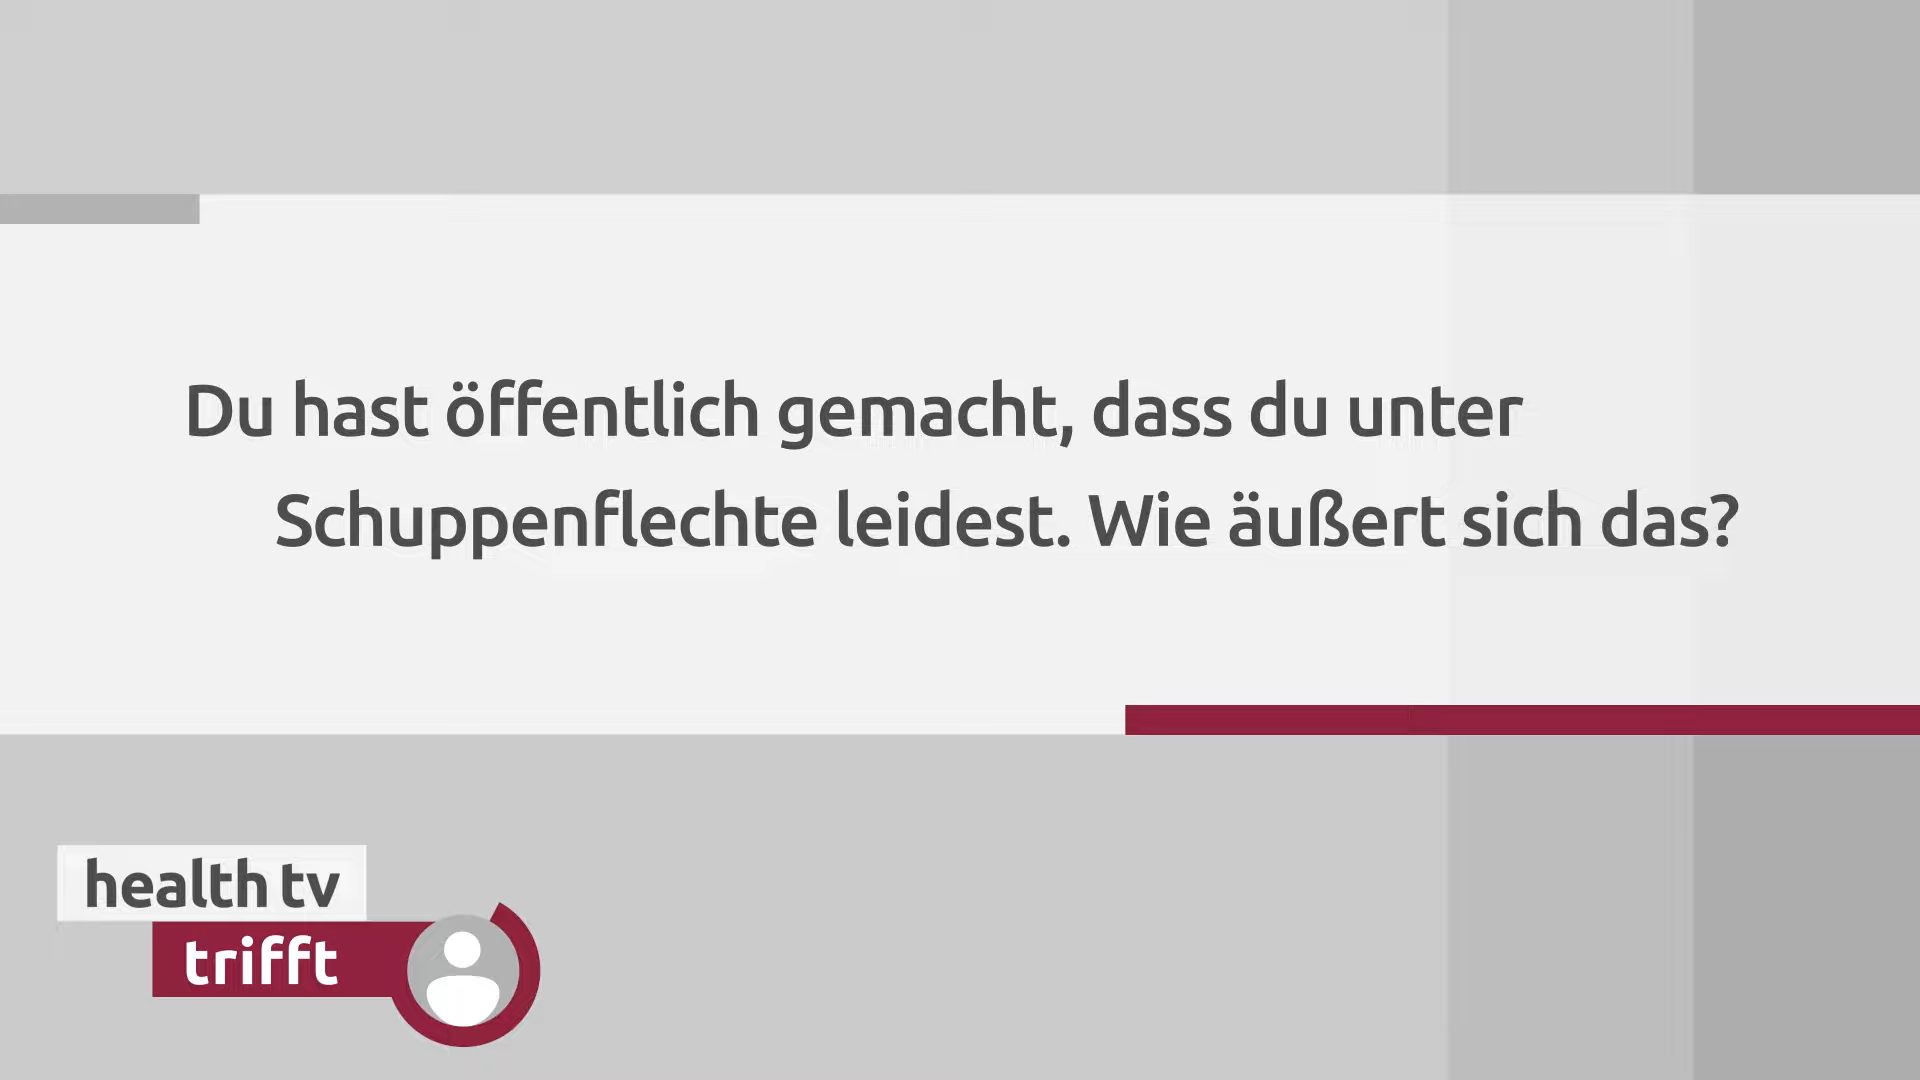 Du hast öffentlich gemacht, dass du unter
Schuppenflechte leidest. Wie äußert sich das?
health tv
trifft